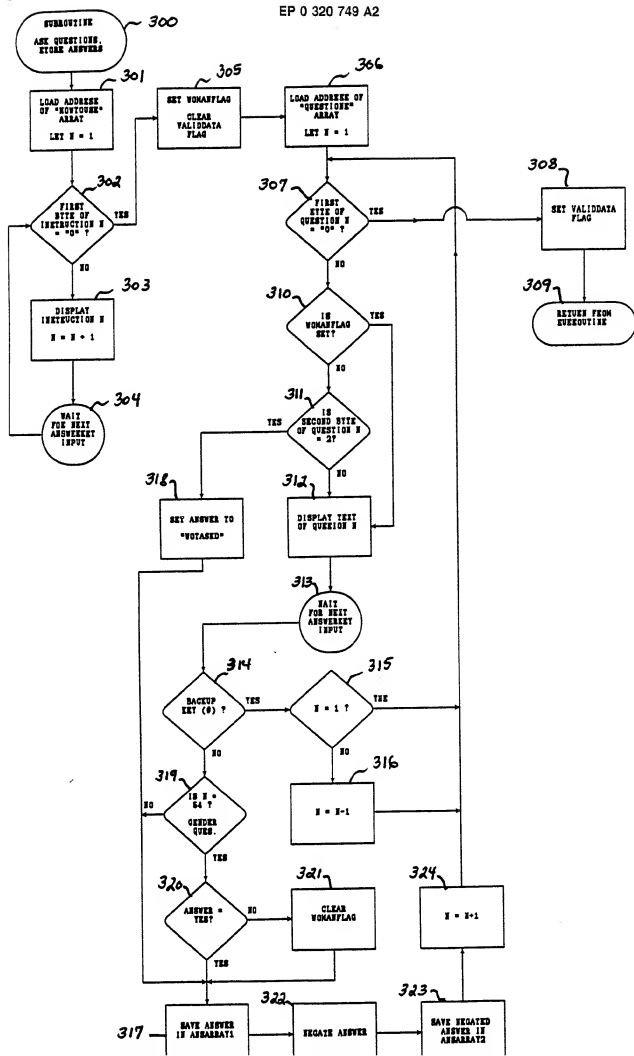 EP 0 320 749 A2
300
SUBROUTINE
ASK QUESTIONS,
STORE ANSWERS
301
LOAD ADDRESS
OF "HOWTOUSE"
ARRAY
LET N = 1
302
FIRST
BYTE OF
INSTRUCTION N
= "0" ?
YES
NO
303
DISPLAY
INSTRUCTION N
N = N + 1
304
WAIT
FOR NEXT
ANSWERKEY
INPUT
305
SET WOMANFLAG
CLEAR
VALIDDATA
FLAG
306
LOAD ADDRESS OF
"QUESTIONS"
ARRAY
LET N = 1
307
FIRST
BYTE OF
QUESTION N
= "0" ?
YES
NO
308
SET VALIDDATA
FLAG
309
RETURN FROM
SUBROUTINE
310
IS
WOMANFLAG
SET?
YES
NO
311
IS
SECOND BYTE
OF QUESTION N
= 2?
YES
NO
318
SET ANSWER TO
"NOTASED"
312
DISPLAY TEXT
OF QUESION N
313
WAIT
FOR NEXT
ANSWERKEY
INPUT
314
BACKUP
KEY (#) ?
YES
NO
315
N = 1 ?
YES
NO
316
N = N-1
319
IS N =
54 ?
GENDER
QUES.
NO
YES
320
ANSWER =
YES?
NO
YES
321
CLEAR
WOMANFLAG
324
N = N+1
317
SAVE ANSWER
IN ANSARRAY1
322
NEGATE ANSWER
323
SAVE NEGATED
ANSWER IN
ANSARRAY2